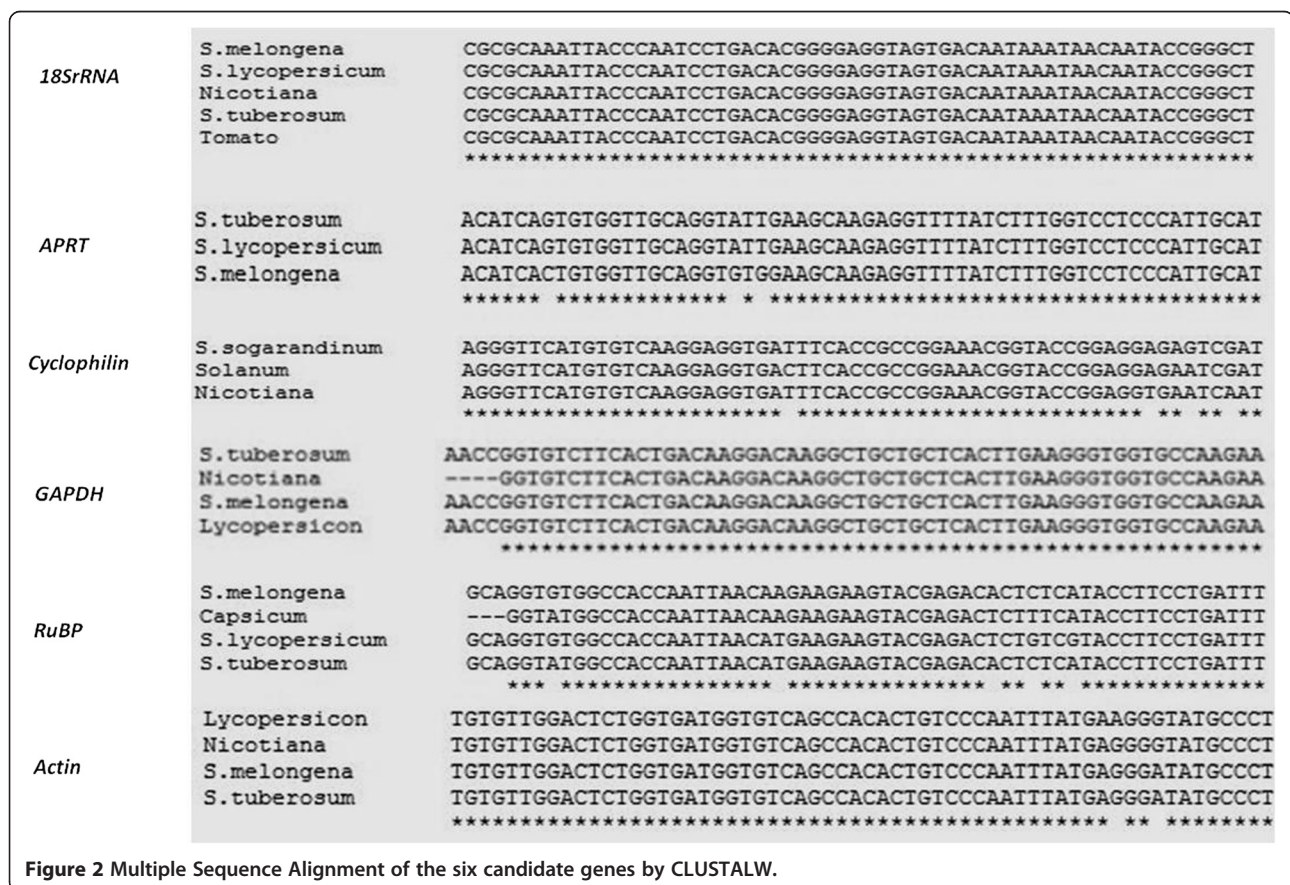 18SrRNA
S.melongena CGCGCAAATTACCCAATCCTGACACGGGGAGGTAGTGACAATAAATAACAATACCGGGCT
S.lycopersicum CGCGCAAATTACCCAATCCTGACACGGGGAGGTAGTGACAATAAATAACAATACCGGGCT
Nicotiana CGCGCAAATTACCCAATCCTGACACGGGGAGGTAGTGACAATAAATAACAATACCGGGCT
S.tuberosum CGCGCAAATTACCCAATCCTGACACGGGGAGGTAGTGACAATAAATAACAATACCGGGCT
Tomato CGCGCAAATTACCCAATCCTGACACGGGGAGGTAGTGACAATAAATAACAATACCGGGCT
************************************************************
APRT
S.tuberosum ACATCAGTGTGGTTGCAGGTATTGAAGCAAGAGGTTTTATCTTTGGTCCTCCCATTGCAT
S.lycopersicum ACATCAGTGTGGTTGCAGGTATTGAAGCAAGAGGTTTTATCTTTGGTCCTCCCATTGCAT
S.melongena ACATCACTGTGGTTGCAGGTGTGGAAGCAAGAGGTTTTATCTTTGGTCCTCCCATTGCAT
****** ************* * *************************************
Cyclophilin
S.sogarandinum AGGGTTCATGTGTCAAGGAGGTGATTTCACCGCCGGAAACGGTACCGGAGGAGAGTCGAT
Solanum AGGGTTCATGTGTCAAGGAGGTGACTTCACCGCCGGAAACGGTACCGGAGGAGAATCGAT
Nicotiana AGGGTTCATGTGTCAAGGAGGTGATTTCACCGCCGGAAACGGTACCGGAGGTGAATCAAT
************************ ************************** ** ** **
GAPDH
S.tuberosum AACCGGTGTCTTCACTGACAAGGACAAGGCTGCTGCTCACTTGAAGGGTGGTGCCAAGAA
Nicotiana ----GGTGTCTTCACTGACAAGGACAAGGCTGCTGCTCACTTGAAGGGTGGTGCCAAGAA
S.melongena AACCGGTGTCTTCACTGACAAGGACAAGGCTGCTGCTCACTTGAAGGGTGGTGCCAAGAA
Lycopersicon AACCGGTGTCTTCACTGACAAGGACAAGGCTGCTGCTCACTTGAAGGGTGGTGCCAAGAA
********************************************************
RuBP
S.melongena GCAGGTGTGGCCACCAATTAACAAGAAGAAGTACGAGACACTCTCATACCTTCCTGATTT
Capsicum ---GGTATGGCCACCAATTAACAAGAAGAAGTACGAGACTCTTTCATACCTTCCTGATTT
S.lycopersicum GCAGGTGTGGCCACCAATTAACATGAAGAAGTACGAGACTCTGTCGTACCTTCCTGATTT
S.tuberosum GCAGGTATGGCCACCAATTAACATGAAGAAGTACGAGACACTCTCATACCTTCCTGATTT
*** **************** *************** ** ** **************
Actin
Lycopersicon TGTGTTGGACTCTGGTGATGGTGTCAGCCACACTGTCCCAATTTATGAAGGGTATGCCCT
Nicotiana TGTGTTGGACTCTGGTGATGGTGTCAGCCACACTGTCCCAATTTATGAGGGGTATGCCCT
S.melongena TGTGTTGGACTCTGGTGATGGTGTCAGCCACACTGTCCCAATTTATGAGGGATATGCCCT
S.tuberosum TGTGTTGGACTCTGGTGATGGTGTCAGCCACACTGTCCCAATTTATGAGGGATATGCCCT
************************************************ ** ********
Figure 2 Multiple Sequence Alignment of the six candidate genes by CLUSTALW.